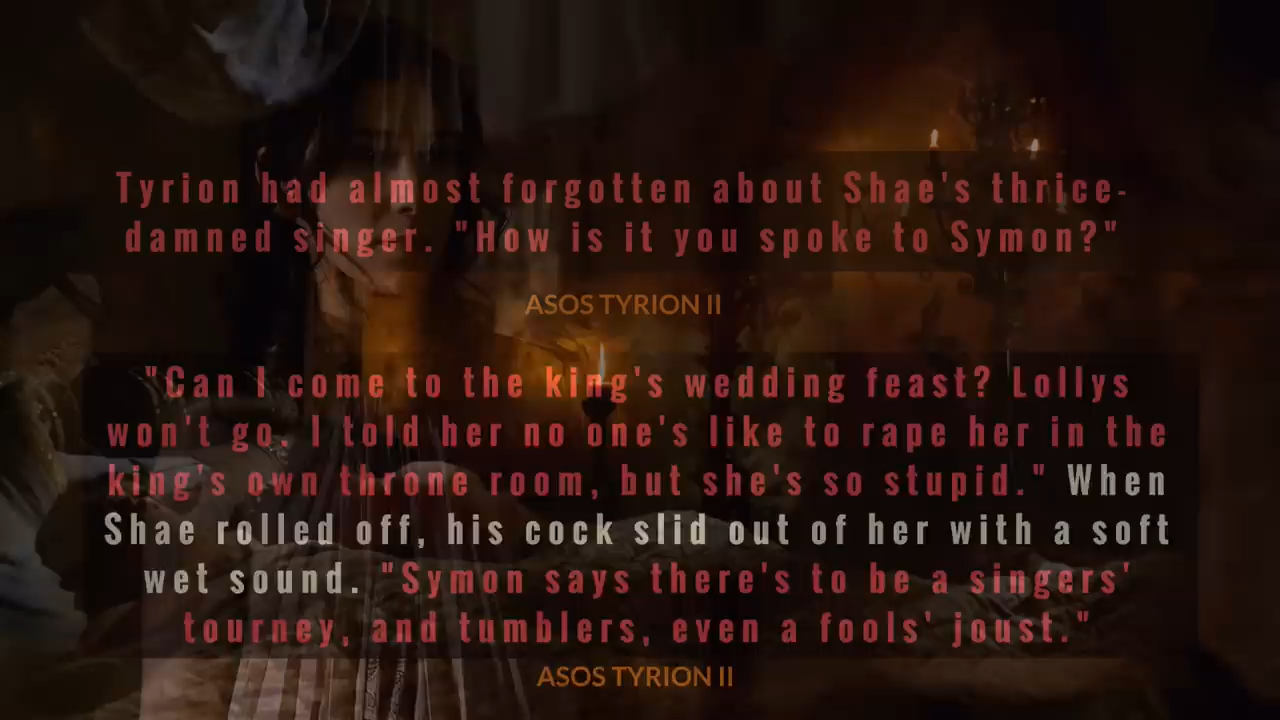 Tyrion had almost forgotten about Shae's thrice-
damned singer. "How is it you spoke to Symon?"
ASOS TYRION II
"Can I come to the king's wedding feast? Lollys
won't go. I told her no one's like to rape her in the
king's own throne room, but she's so stupid." When
Shae rolled off, his cock slid out of her with a soft
wet sound. "Symon says there's to be a singers'
tourney, and tumblers, even a fools' joust."
ASOS TYRION II